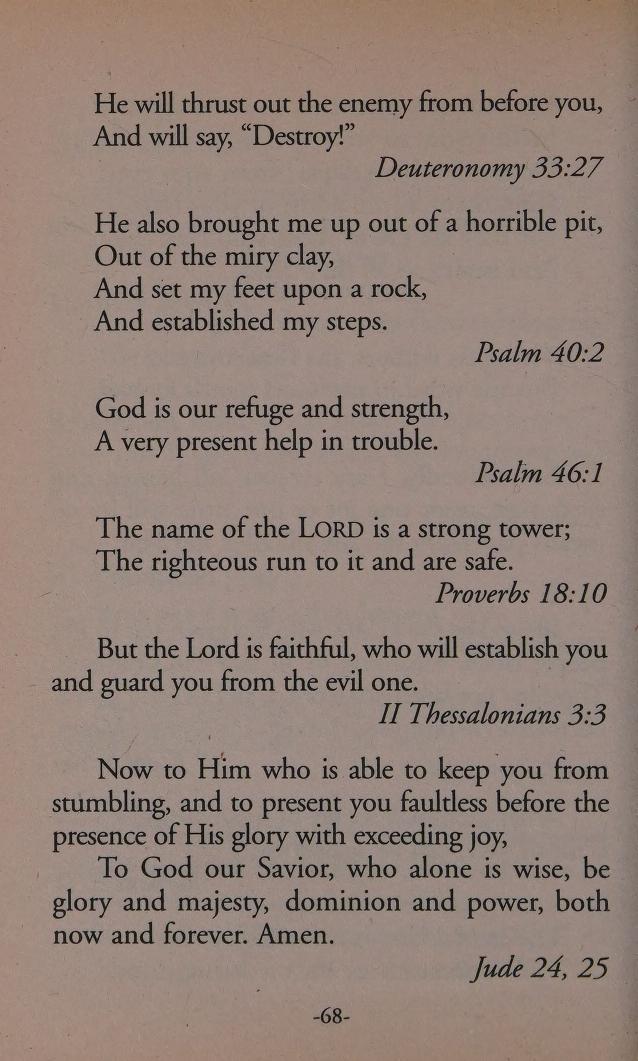 He will thrust out the enemy from before you,
And will say, “Destroy!”
Deuteronomy 33:27
He also brought me up out of a horrible pit,
Out of the miry clay,
And set my feet upon a rock,
And established my steps.
Psalm 40:2
God is our refuge and strength,
A very present help in trouble.
Psalm 46:1
The name of the LORD is a strong tower;
The righteous run to it and are safe.
Proverbs 18:10
But the Lord is faithful, who will establish you
and guard you from the evil one.
II Thessalonians 3:3
Now to Him who is able to keep you from
stumbling, and to present you faultless before the
presence of His glory with exceeding joy,
To God our Savior, who alone is wise, be
glory and majesty, dominion and power, both
now and forever. Amen.
Jude 24, 25
-68-